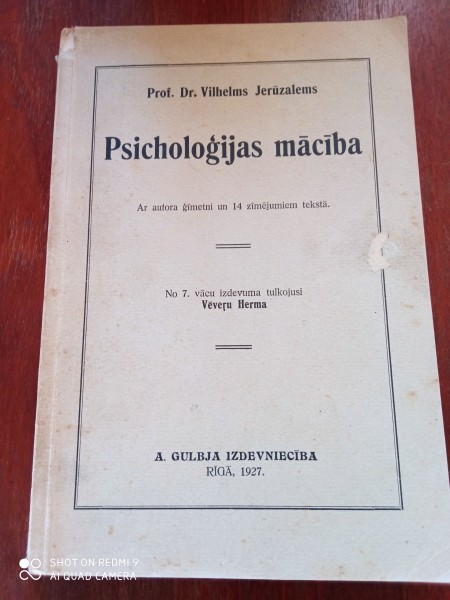 Prof. Dr. Vilhelms Jerūzalems
Psicholoģijas mācība
Ar autora ģīmetni un 14 zīmējumiem tekstā.
No 7. vācu izdevuma tulkojusi
Vēveŗu Herma
A. GULBJA IZDEVNIECĪBA
RĪGĀ, 1927.
SHOT ON REDMI 9
AI QUAD CAMERA